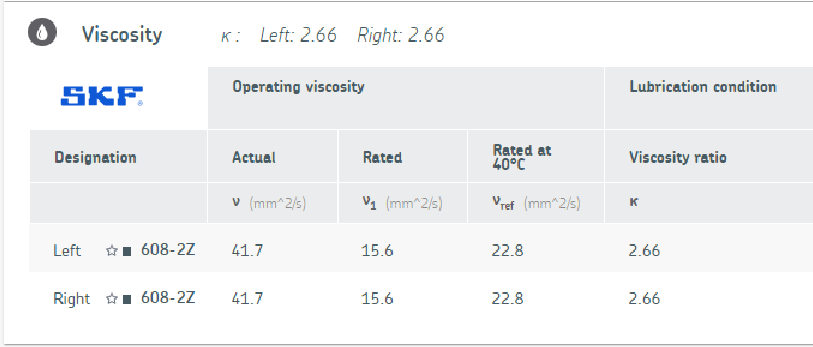 Viscosity κ: Left: 2.66 Right: 2.66
SKF®
Operating viscosity Lubrication condition
Designation Actual Rated Rated at 40°C Viscosity ratio
ν (mm^2/s) ν1 (mm^2/s) νref (mm^2/s) κ
Left ☆ ■ 608-2Z 41.7 15.6 22.8 2.66
Right ☆ ■ 608-2Z 41.7 15.6 22.8 2.66